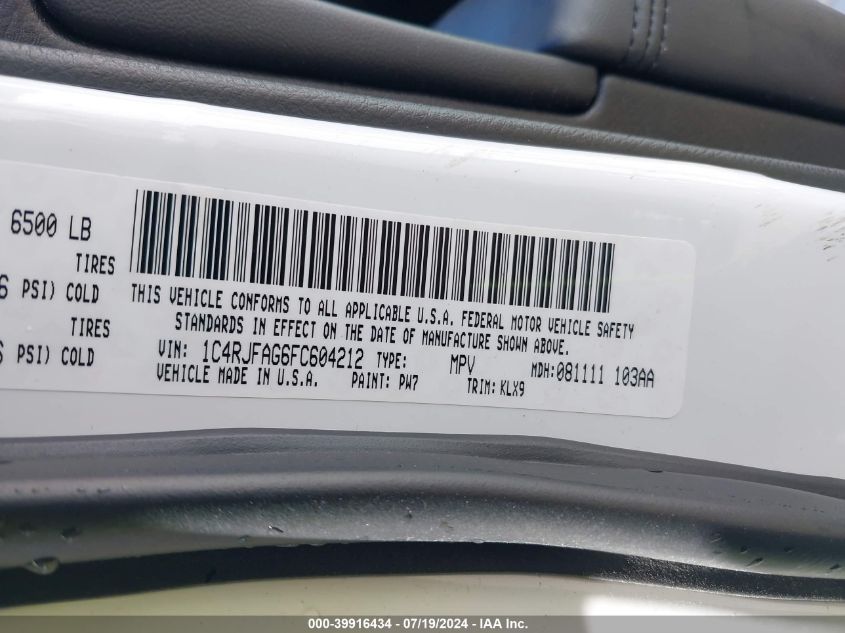 6500 LB
TIRES
6 PSI) COLD
TIRES
PSI) COLD
THIS VEHICLE CONFORMS TO ALL APPLICABLE U.S.A. FEDERAL MOTOR VEHICLE SAFETY
STANDARDS IN EFFECT ON THE DATE OF MANUFACTURE SHOWN ABOVE.
VIN: 1C4RJFAG6FC604212 TYPE: MPV MDH:081111 103AA
VEHICLE MADE IN U.S.A. PAINT: PW7 TRIM: KLX9
000-39916434 - 07/19/2024 - IAA Inc.